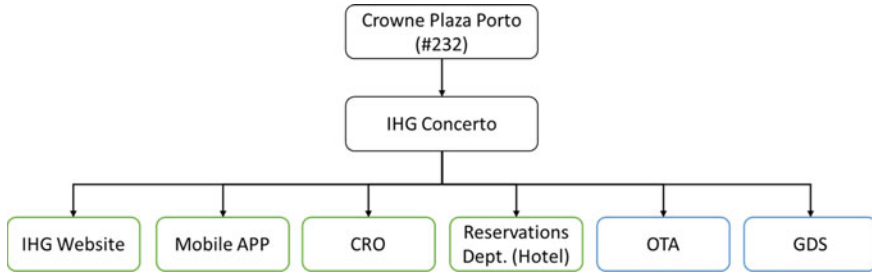 Crowne Plaza Porto
(#232)
IHG Concerto
IHG Website
Mobile APP
CRO
Reservations
Dept. (Hotel)
OTA
GDS